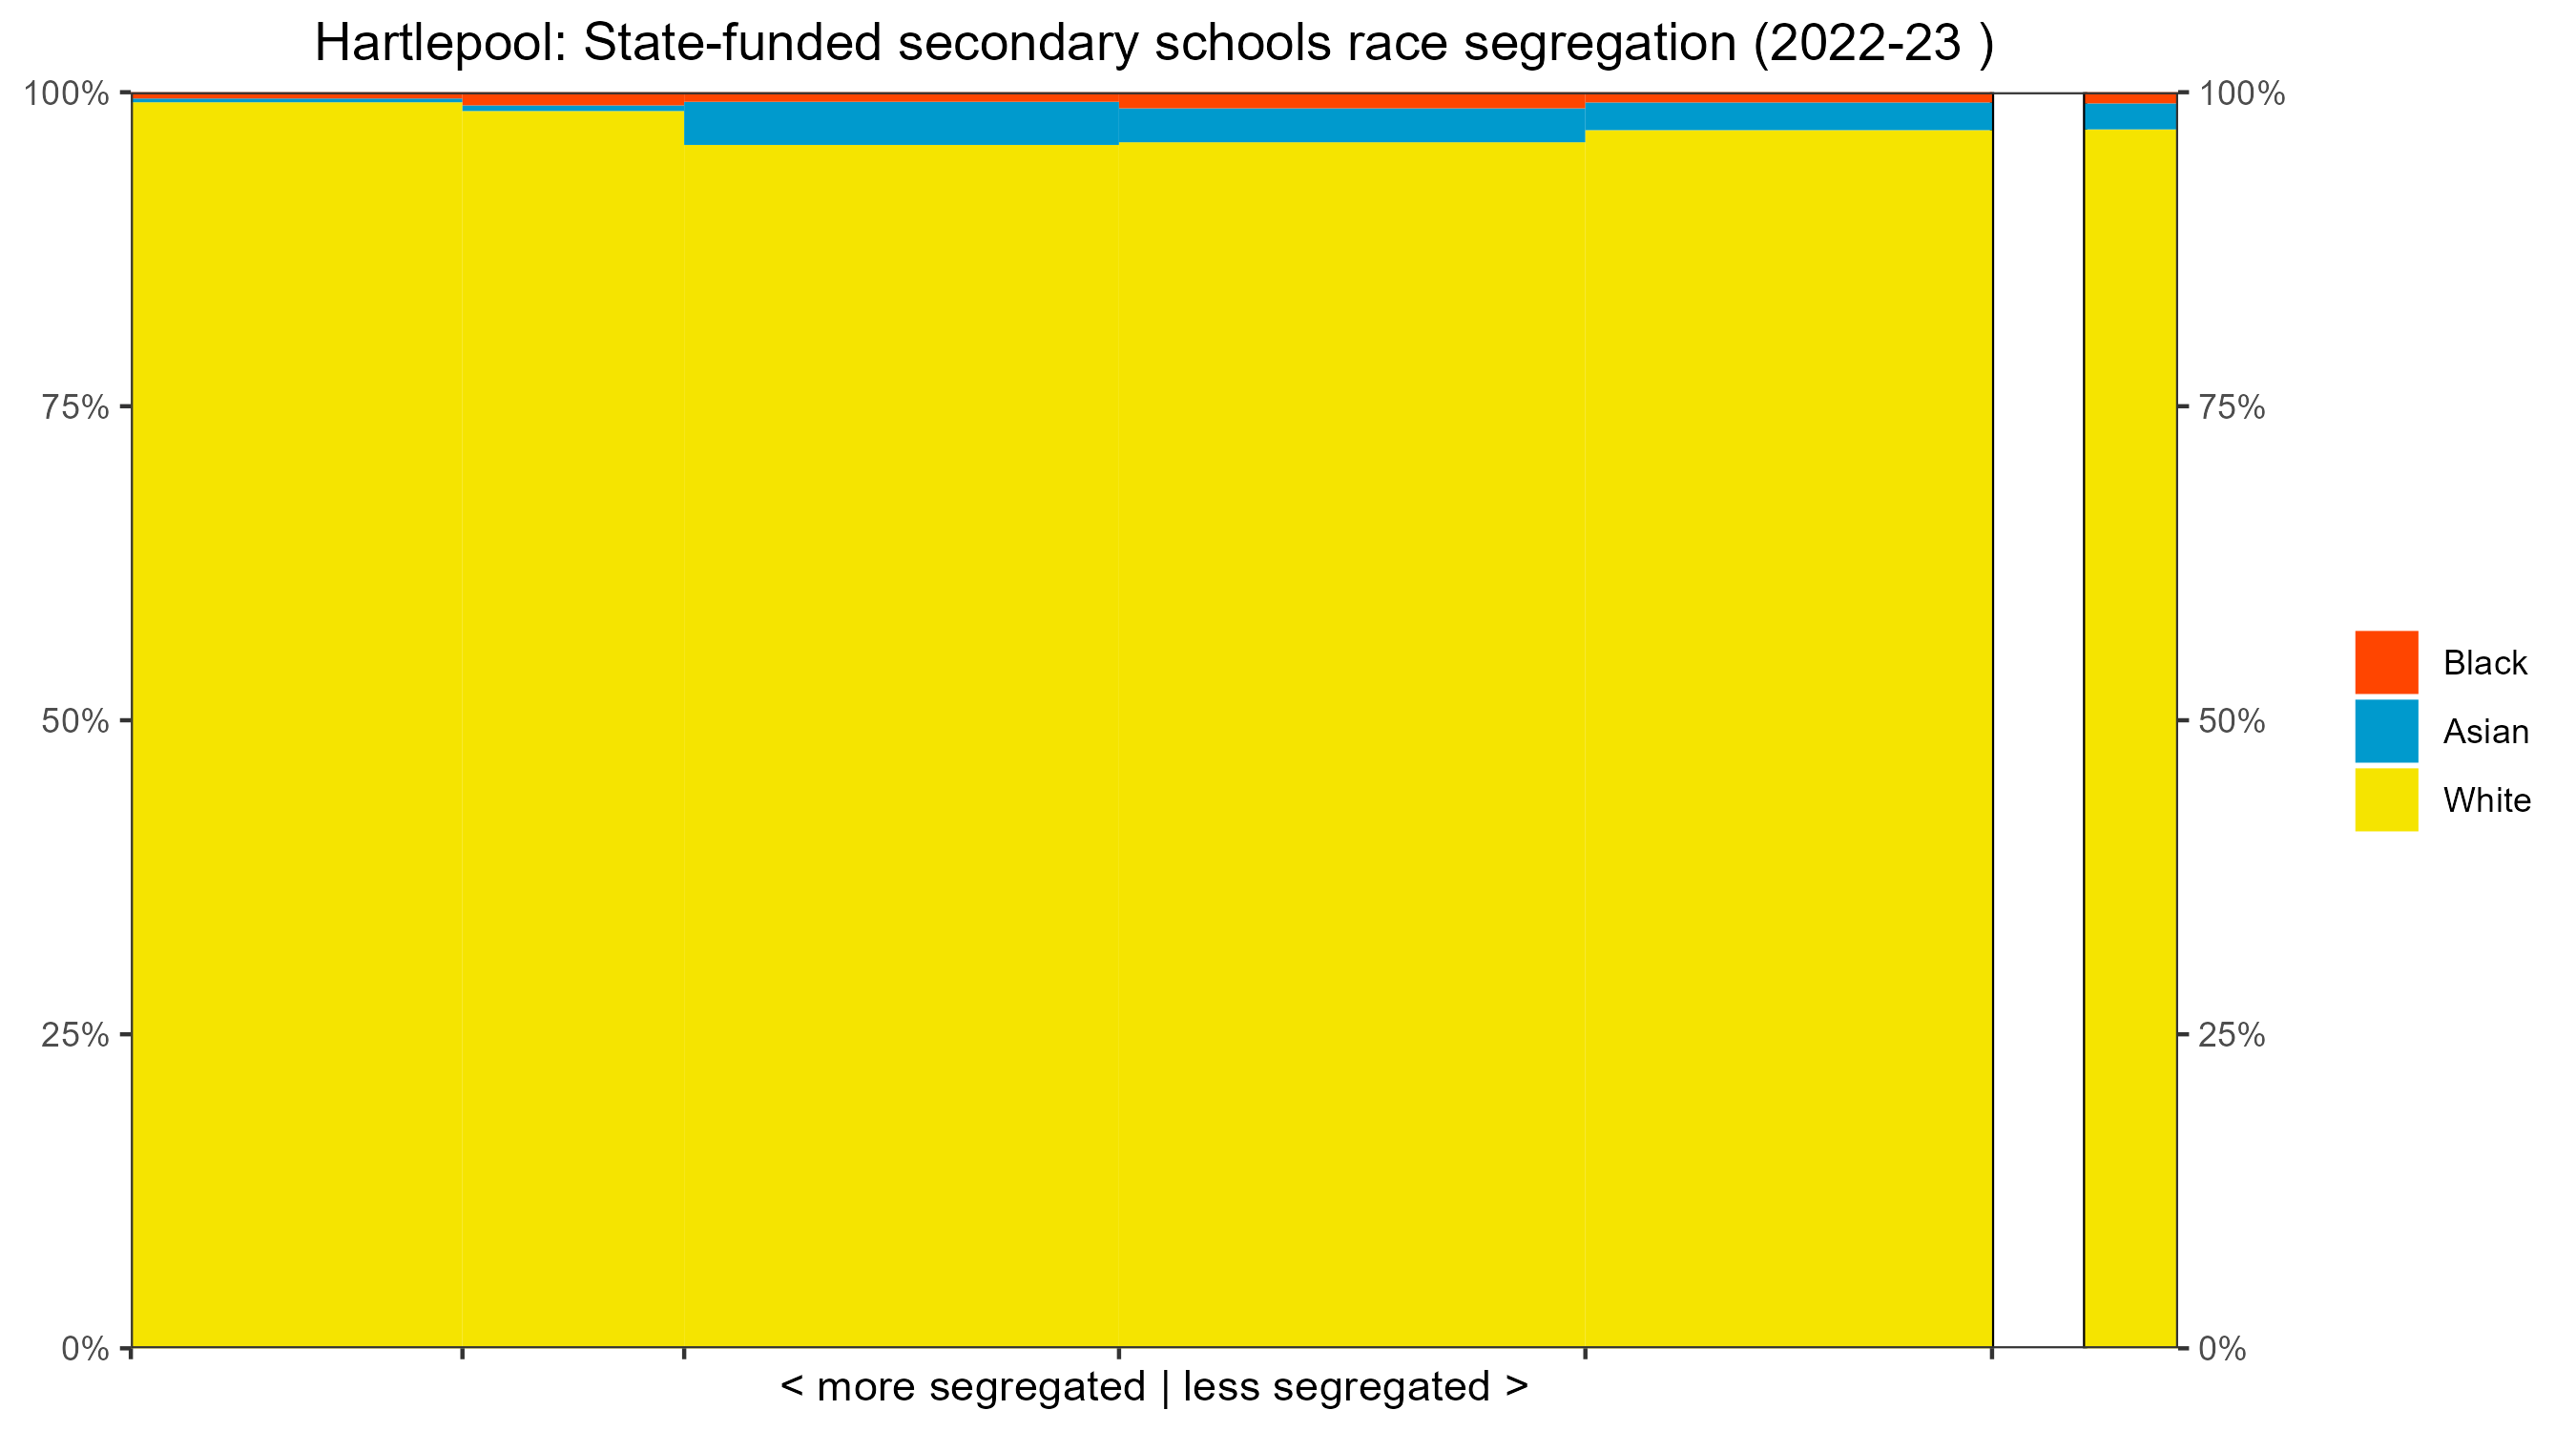 Hartlepool: State-funded secondary schools race segregation (2022-23 )
100%
75%
50%
25%
0%
100%
75%
50%
25%
0%
Black
Asian
White
< more segregated | less segregated >